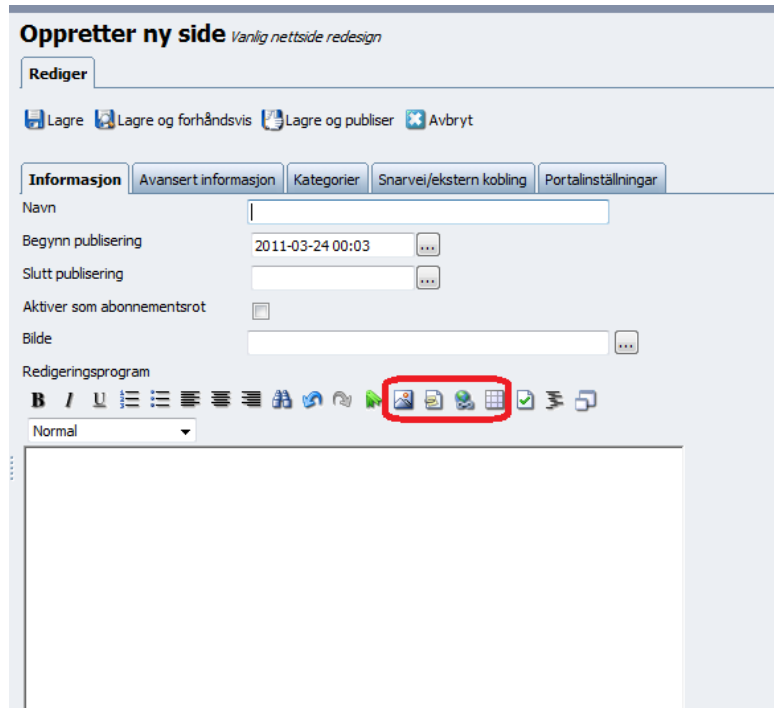 Oppretter ny side Vanlig nettside redesign
Rediger
Lagre Lagre og forhåndsvis Lagre og publiser Avbryt
Informasjon Avansert informasjon Kategorier Snarvei/ekstern kobling Portalinställningar
Navn
Begynn publisering 2011-03-24 00:03 ...
Slutt publisering ...
Aktiver som abonnementsrot
Bilde ...
Redigeringsprogram
B I U
Normal